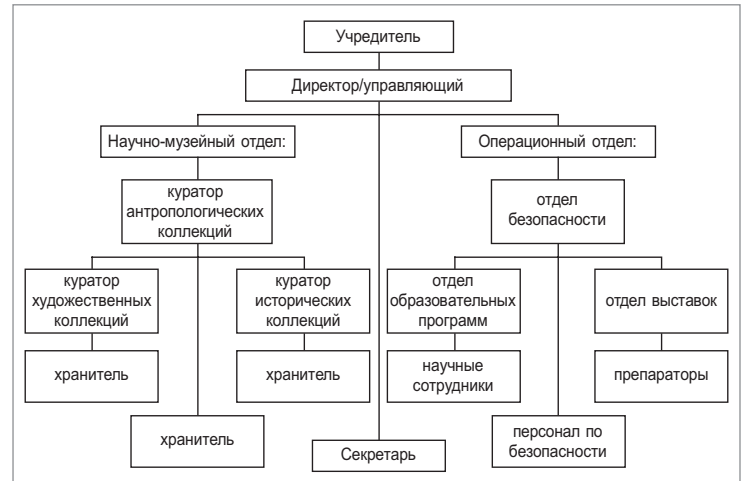 Учредитель
Директор/управляющий
Научно-музейный отдел:
Операционный отдел:
куратор
антропологических
коллекций
отдел
безопасности
куратор
художественных
коллекций
куратор
исторических
коллекций
отдел
образовательных
программ
отдел выставок
хранитель
хранитель
научные
сотрудники
препараторы
хранитель
Секретарь
персонал по
безопасности